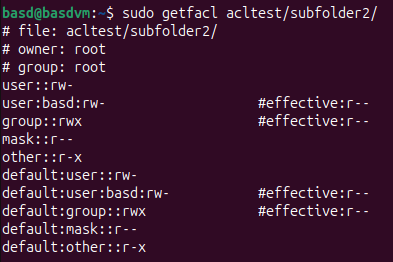 basd@basdvm:~$ sudo getfacl acltest/subfolder2/
# file: acltest/subfolder2/
# owner: root
# group: root
user::rw-
user:basd:rw-                   #effective:r--
group::rwx                      #effective:r--
mask::r--
other::r-x
default:user::rw-
default:user:basd:rw-           #effective:r--
default:group::rwx              #effective:r--
default:mask::r--
default:other::r-x